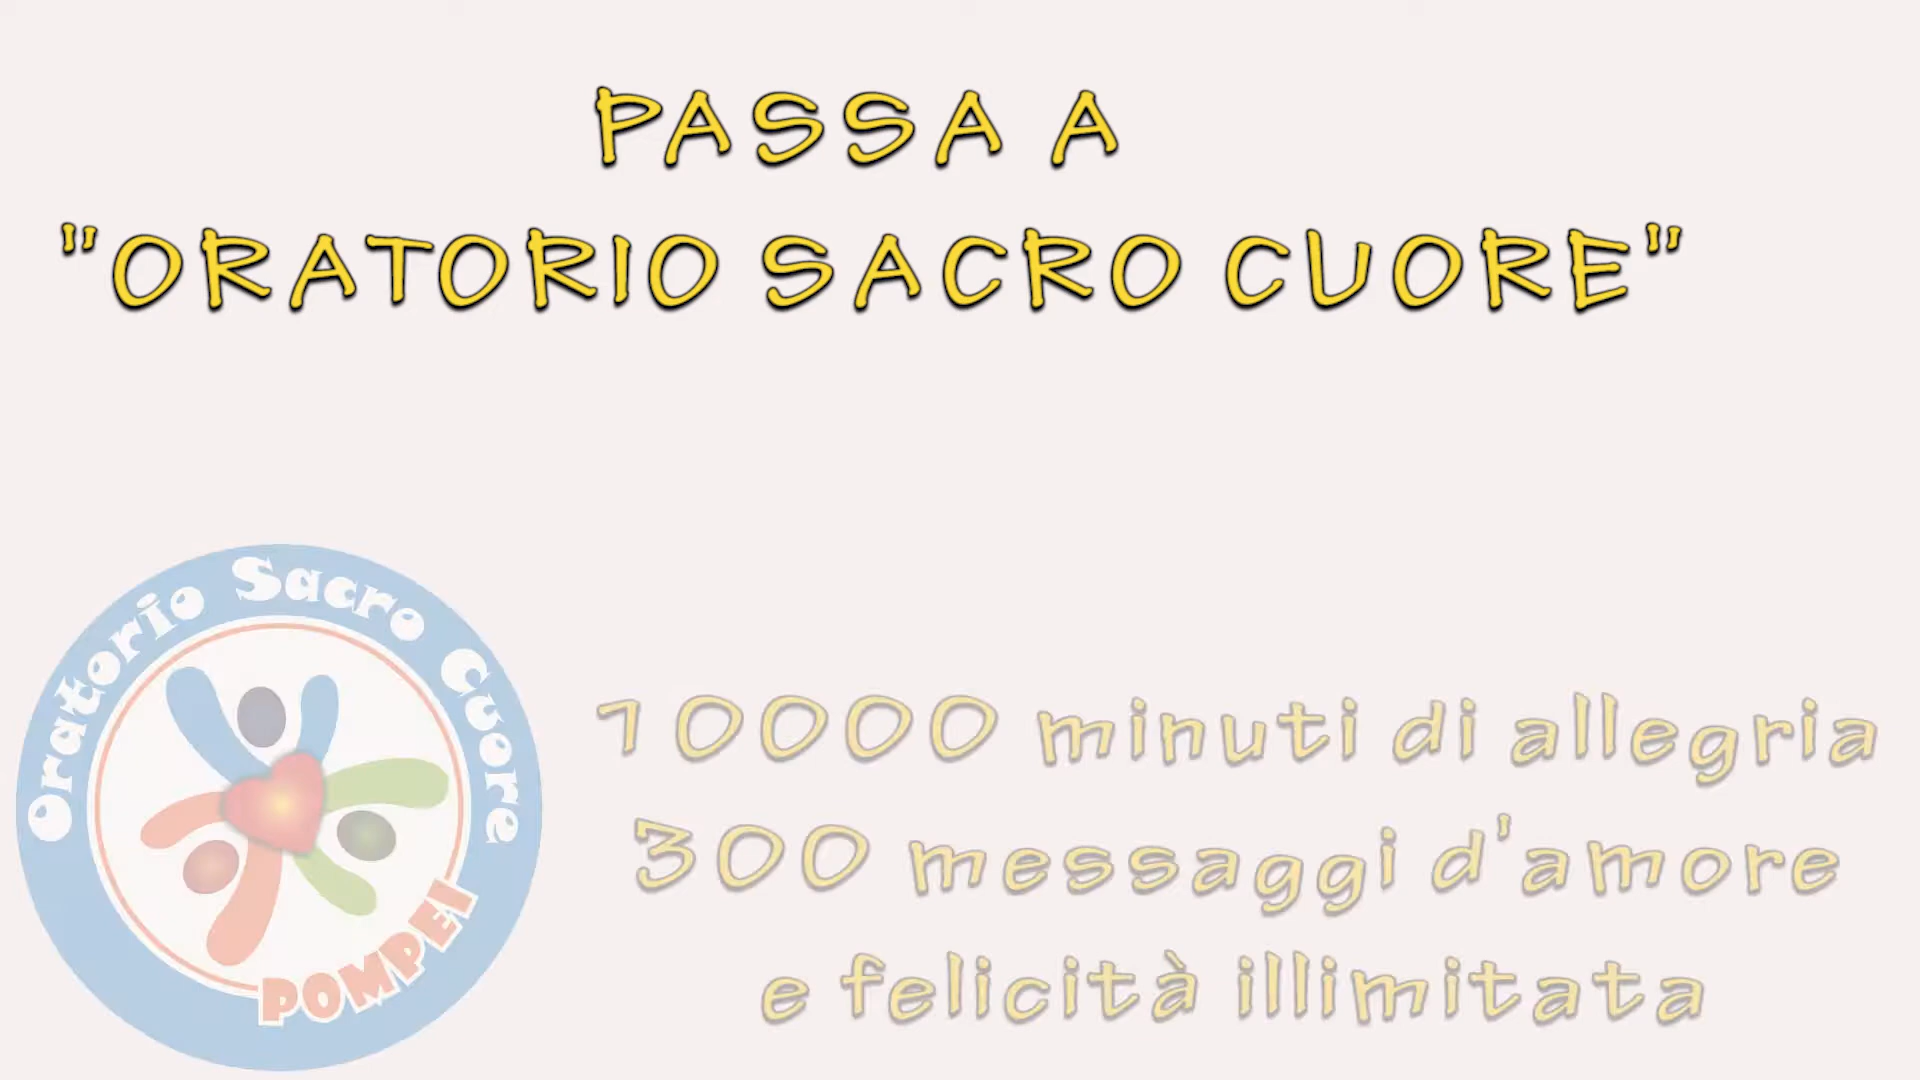 PASSA A
"ORATORIO SACRO CUORE"
Oratorio Sacro Cuore
POMPEI
10000 minuti di allegria
300 messaggi d'amore
e felicità illimitata